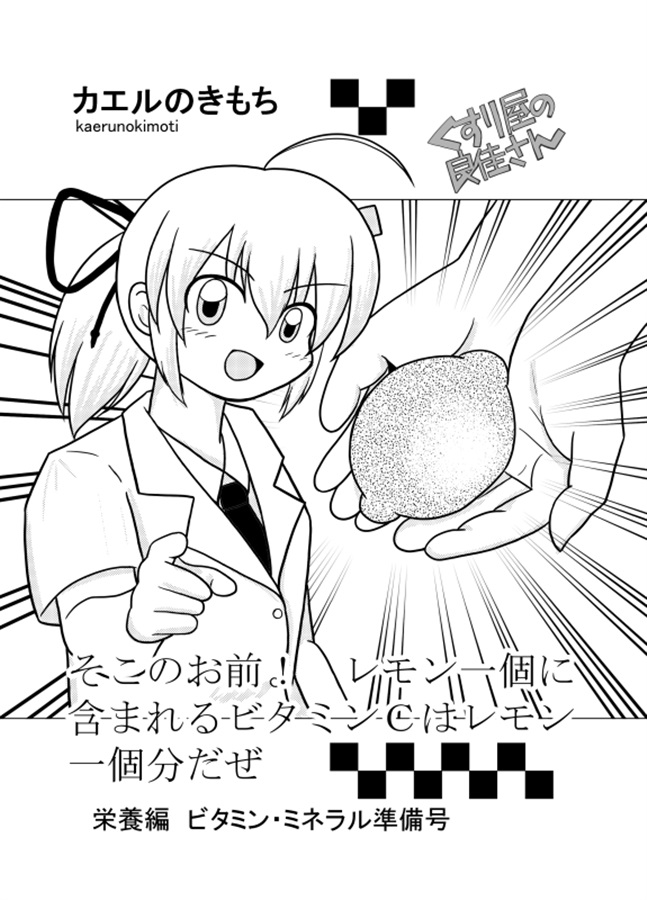 カエルのきもち
kaerunokimoti
くすり屋の
良佳さん
そこのお前！　レモン一個に
含まれるビタミンCはレモン
一個分だぜ
栄養編 ビタミン・ミネラル準備号